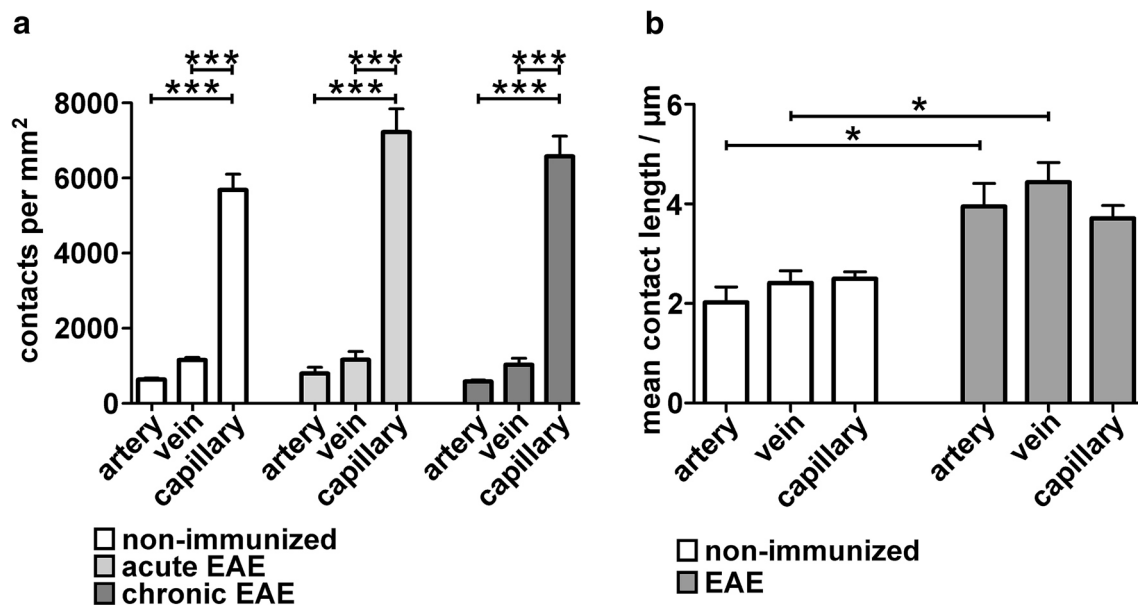 a
*** *** ***
*** *** ***
contacts per mm²
8000
6000
4000
2000
0
artery vein capillary artery vein capillary artery vein capillary
non-immunized
acute EAE
chronic EAE
b
*
*
mean contact length / µm
6
4
2
0
artery vein capillary artery vein capillary
non-immunized
EAE